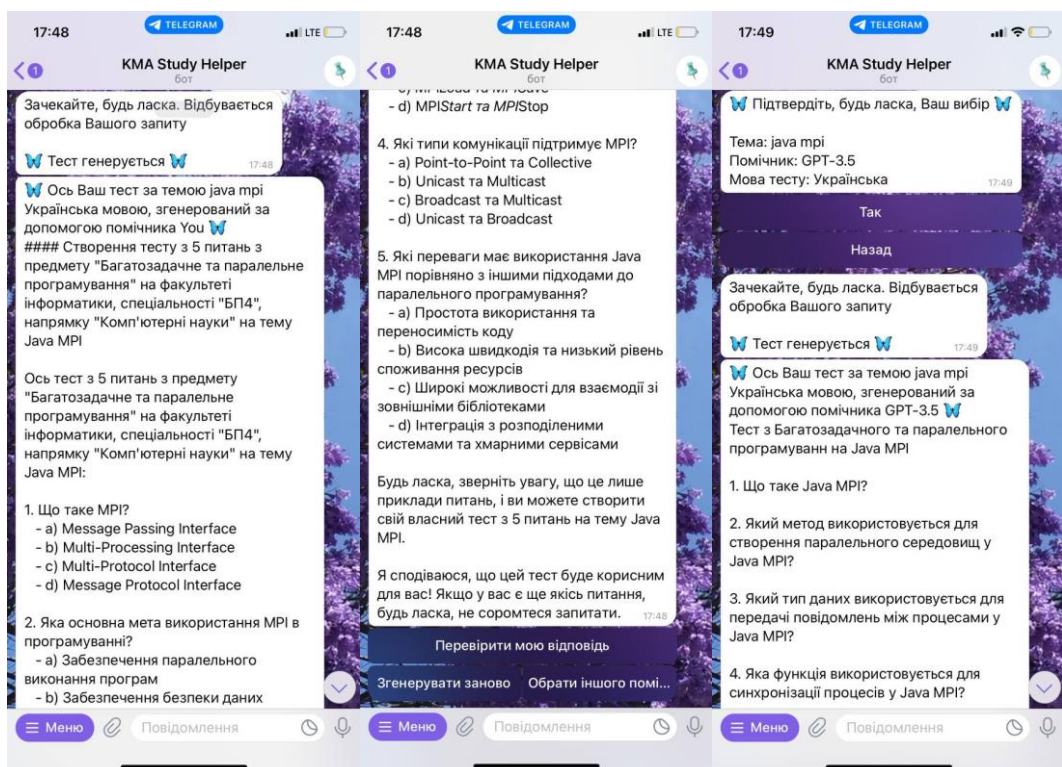 17:48
TELEGRAM
LTE
1
KMA Study Helper
бот
Зачекайте, будь ласка. Відбувається
обробка Вашого запиту
Тест генерується
17:48
Ось Ваш тест за темою java mpi
Українська мовою, згенерований за
допомогою помічника You
#### Створення тесту з 5 питань з
предмету "Багатозадачне та паралельне
програмування" на факультеті
інформатики, спеціальності "БП4",
напрямку "Комп'ютерні науки" на тему
Java MPI
Ось тест з 5 питань з предмету
"Багатозадачне та паралельне
програмування" на факультеті
інформатики, спеціальності "БП4",
напрямку "Комп'ютерні науки" на тему
Java MPI:
1. Що таке MPI?
- a) Message Passing Interface
- b) Multi-Processing Interface
- c) Multi-Protocol Interface
- d) Message Protocol Interface
2. Яка основна мета використання MPI в
програмуванні?
- a) Забезпечення паралельного
виконання програм
- b) Забезпечення безпеки даних
Меню
Повідомлення
17:48
TELEGRAM
LTE
1
KMA Study Helper
бот
- d) MPIStart та MPIStop
4. Які типи комунікації підтримує MPI?
- a) Point-to-Point та Collective
- b) Unicast та Multicast
- c) Broadcast та Multicast
- d) Unicast та Broadcast
5. Які переваги має використання Java
MPI порівняно з іншими підходами до
паралельного програмування?
- a) Простота використання та
переносимість коду
- b) Висока швидкодія та низький рівень
споживання ресурсів
- c) Широкі можливості для взаємодії зі
зовнішніми бібліотеками
- d) Інтеграція з розподіленими
системами та хмарними сервісами
Будь ласка, зверніть увагу, що це лише
приклади питань, і ви можете створити
свій власний тест з 5 питань на тему Java
MPI.
Я сподіваюся, що цей тест буде корисним
для вас! Якщо у вас є ще якісь питання,
будь ласка, не соромтеся запитати.
17:48
Перевірити мою відповідь
Згенерувати заново
Обрати іншого помі...
Меню
Повідомлення
17:49
TELEGRAM
1
KMA Study Helper
бот
Підтвердіть, будь ласка, Ваш вибір
Тема: java mpi
Помічник: GPT-3.5
Мова тесту: Українська
17:49
Так
Назад
Зачекайте, будь ласка. Відбувається
обробка Вашого запиту
Тест генерується
17:49
Ось Ваш тест за темою java mpi
Українська мовою, згенерований за
допомогою помічника GPT-3.5
Тест з Багатозадачного та паралельного
програмуванн на Java MPI
1. Що таке Java MPI?
2. Який метод використовується для
створення паралельного середовищ у
Java MPI?
3. Який тип даних використовується для
передачі повідомлень між процесами у
Java MPI?
4. Яка функція використовується для
синхронізації процесів у Java MPI?
Меню
Повідомлення